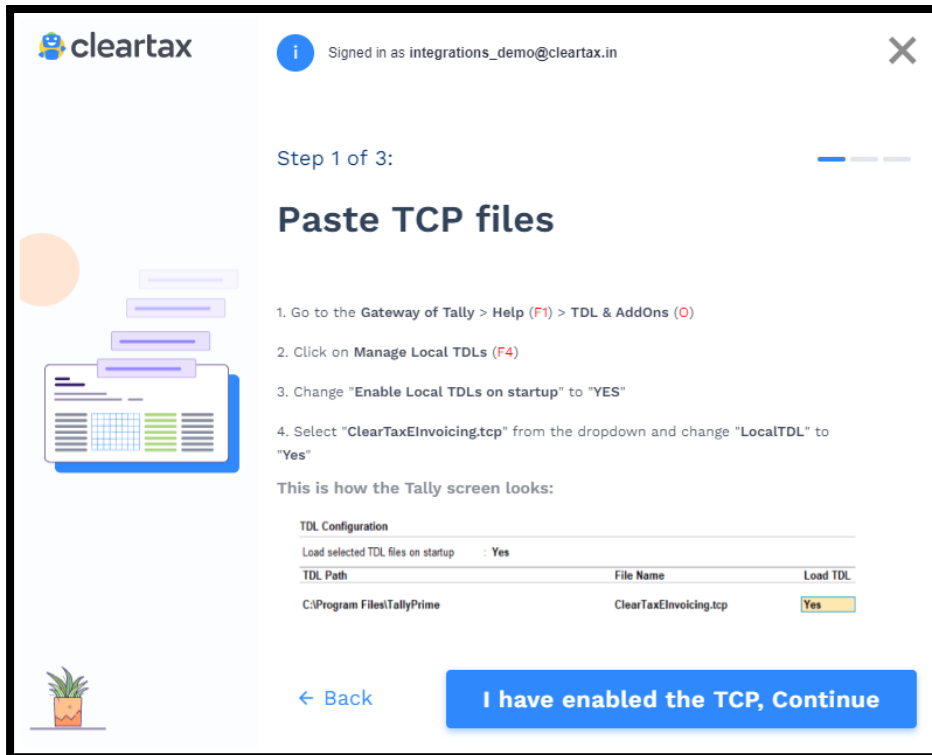 cleartax
i
Signed in as integrations_demo@cleartax.in
Step 1 of 3:
Paste TCP files
1. Go to the Gateway of Tally > Help (F1) > TDL & AddOns (O)
2. Click on Manage Local TDLs (F4)
3. Change "Enable Local TDLs on startup" to "YES"
4. Select "ClearTaxEInvoicing.tcp" from the dropdown and change "LocalTDL" to
"Yes"
This is how the Tally screen looks:
TDL Configuration
Load selected TDL files on startup : Yes
TDL Path File Name Load TDL
C:\Program Files\TallyPrime ClearTaxEInvoicing.tcp Yes
← Back
I have enabled the TCP, Continue